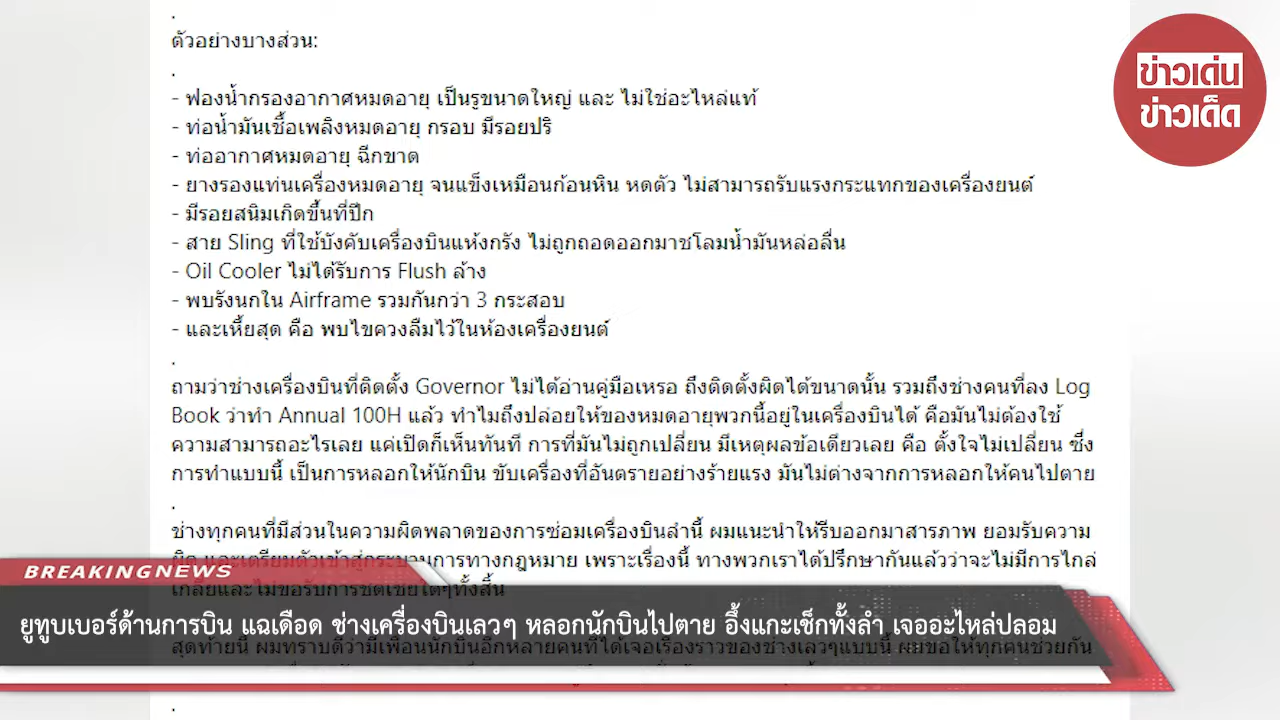 .
ตัวอย่างบางส่วน:
.
- ฟองน้ำกรองอากาศหมดอายุ เป็นรูขนาดใหญ่ และ ไม่ใช่อะไหล่แท้
- ท่อน้ำมันเชื้อเพลิงหมดอายุ กรอบ มีรอยปริ
- ท่ออากาศหมดอายุ ฉีกขาด
- ยางรองแท่นเครื่องหมดอายุ จนแข็งเหมือนก้อนหิน หดตัว ไม่สามารถรับแรงกระแทกของเครื่องยนต์
- มีรอยสนิมเกิดขึ้นที่ปีก
- สาย Sling ที่ใช้บังคับเครื่องบินแห้งกรัง ไม่ถูกถอดออกมาชโลมน้ำมันหล่อลื่น
- Oil Cooler ไม่ได้รับการ Flush ล้าง
- พบรังนกใน Airframe รวมกันกว่า 3 กระสอบ
- และเหี้ยสุด คือ พบไขควงลืมไว้ในห้องเครื่องยนต์
.
ถามว่าช่างเครื่องบินที่ติดตั้ง Governor ไม่ได้อ่านคู่มือเหรอ ถึงติดตั้งผิดได้ขนาดนั้น รวมถึงช่างคนที่ลง Log
Book ว่าทำ Annual 100H แล้ว ทำไมถึงปล่อยให้ของหมดอายุพวกนี้อยู่ในเครื่องบินได้ คือมันไม่ต้องใช้
ความสามารถอะไรเลย แค่เปิดก็เห็นทันที การที่มันไม่ถูกเปลี่ยน มีเหตุผลข้อเดียวเลย คือ ตั้งใจไม่เปลี่ยน ซึ่ง
การทำแบบนี้ เป็นการหลอกให้นักบิน ขับเครื่องที่อันตรายอย่างร้ายแรง มันไม่ต่างจากการหลอกให้คนไปตาย
.
ช่างทุกคนที่มีส่วนในความผิดพลาดของการซ่อมเครื่องบินลำนี้ ผมแนะนำให้รีบออกมาสารภาพ ยอมรับความ
ผิด และเตรียมตัวเข้าสู่กระบวนการทางกฎหมาย เพราะเรื่องนี้ ทางพวกเราได้ปรึกษากันแล้วว่าจะไม่มีการไกล่
เกลี่ยและไม่ขอรับการชดเชยใดๆทั้งสิ้น
สุดท้ายนี้ ผมทราบดีว่ามีเพื่อนนักบินอีกหลายคนที่ได้เจอเรื่องราวของช่างเลวๆแบบนี้ ผมขอให้ทุกคนช่วยกัน
.
ข่าวเด่น
ข่าวเด็ด
BREAKINGNEWS
ยูทูบเบอร์ด้านการบิน แฉเดือด ช่างเครื่องบินเลวๆ หลอกนักบินไปตาย อึ้งแกะเช็กทั้งลำ เจออะไหล่ปลอม